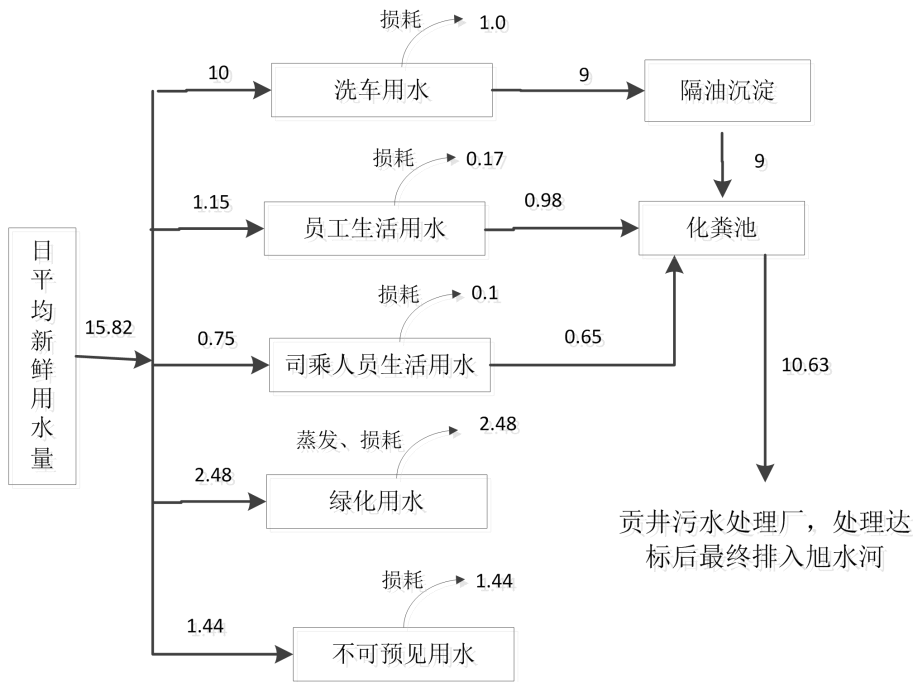 损耗
1.0
10
洗车用水
9
隔油沉淀
9
损耗
0.17
1.15
员工生活用水
0.98
化粪池
日平均新鲜用水量
15.82
损耗
0.1
0.75
司乘人员生活用水
0.65
10.63
蒸发、损耗
2.48
2.48
绿化用水
贡井污水处理厂，处理达
标后最终排入旭水河
损耗
1.44
1.44
不可预见用水